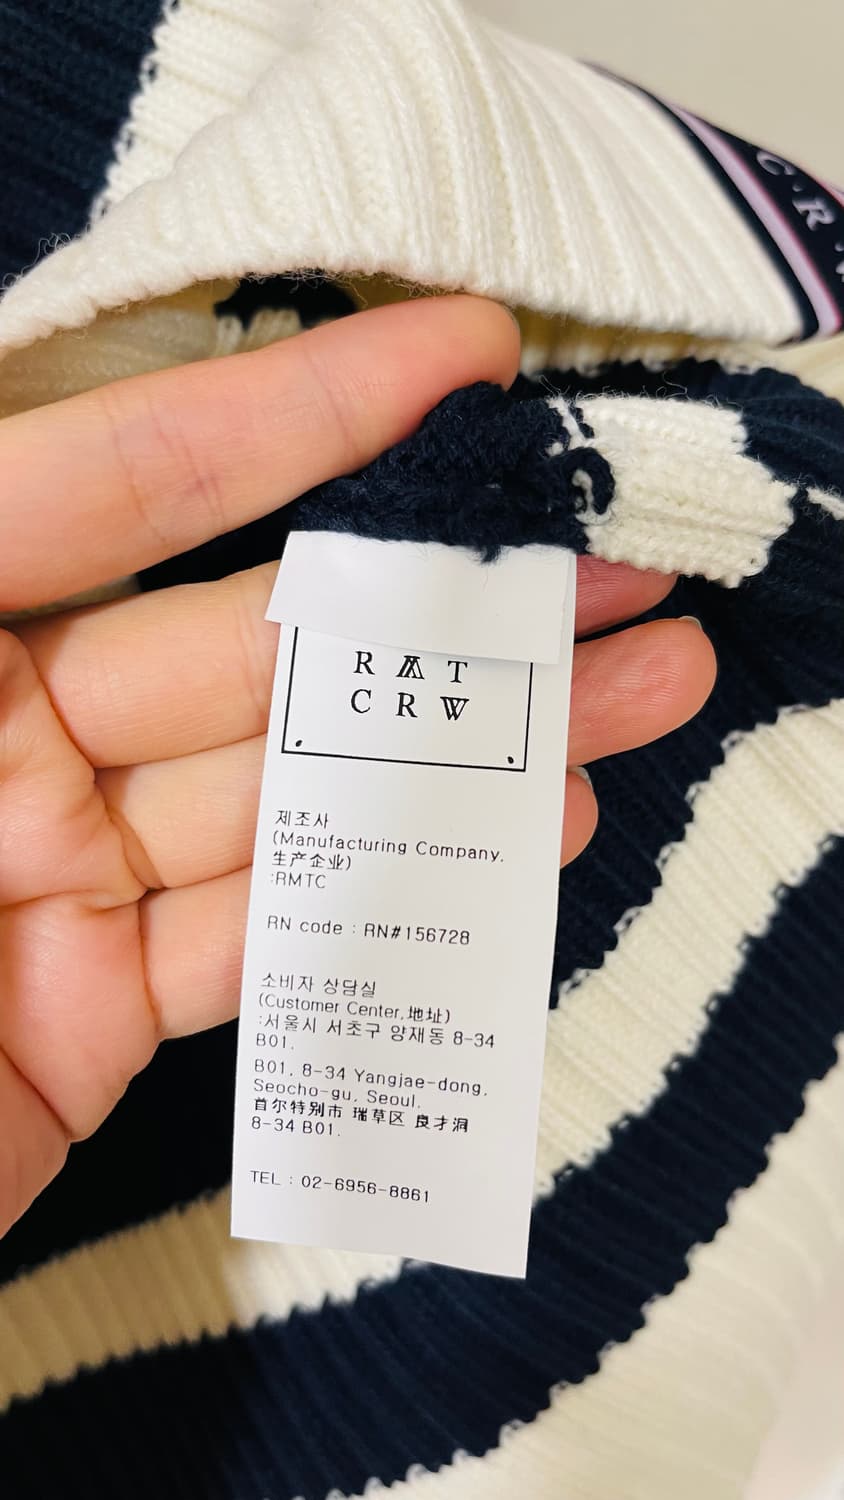 C·R·W
R M T
C R W
제조사
(Manufacturing Company,
生产企业)
:RMTC
RN code : RN#156728
소비자 상담실
(Customer Center,地址)
:서울시 서초구 양재동 8-34
B01.
B01, 8-34 Yangjae-dong,
Seocho-gu, Seoul.
首尔特别市 瑞草区 良才洞
8-34 B01.
TEL : 02-6956-8861